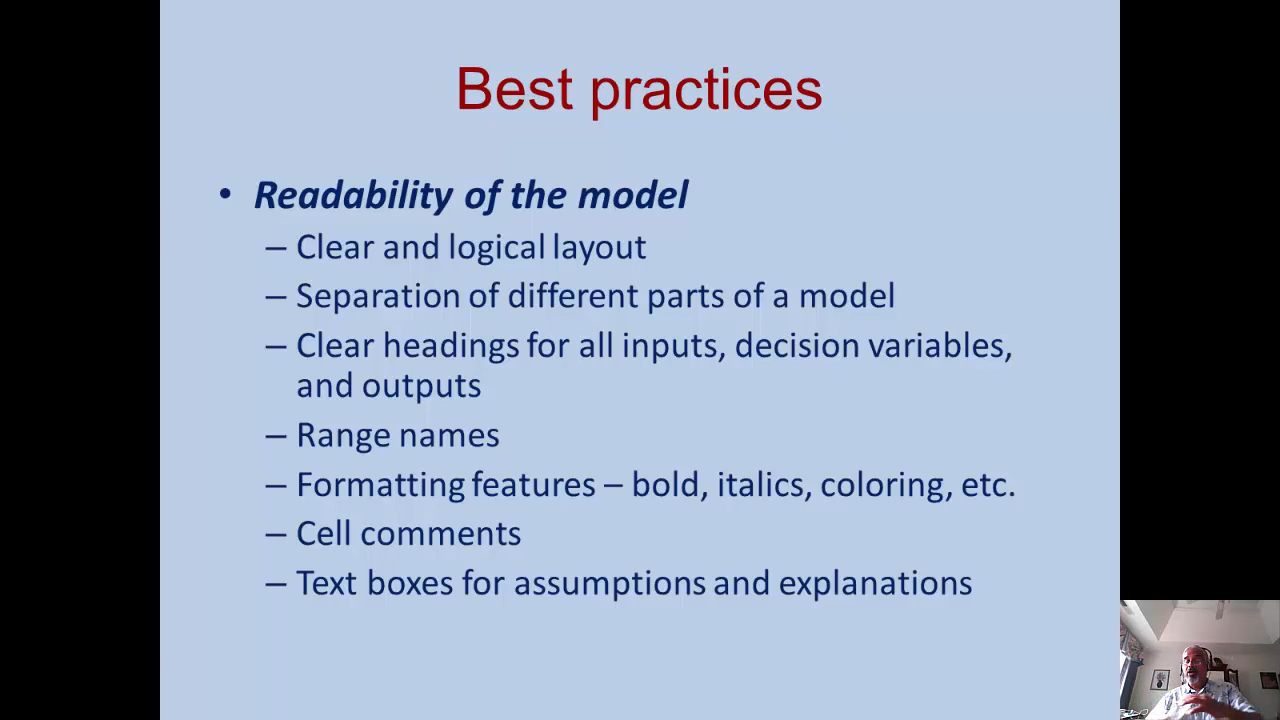 Best practices
• Readability of the model
– Clear and logical layout
– Separation of different parts of a model
– Clear headings for all inputs, decision variables,
and outputs
– Range names
– Formatting features – bold, italics, coloring, etc.
– Cell comments
– Text boxes for assumptions and explanations